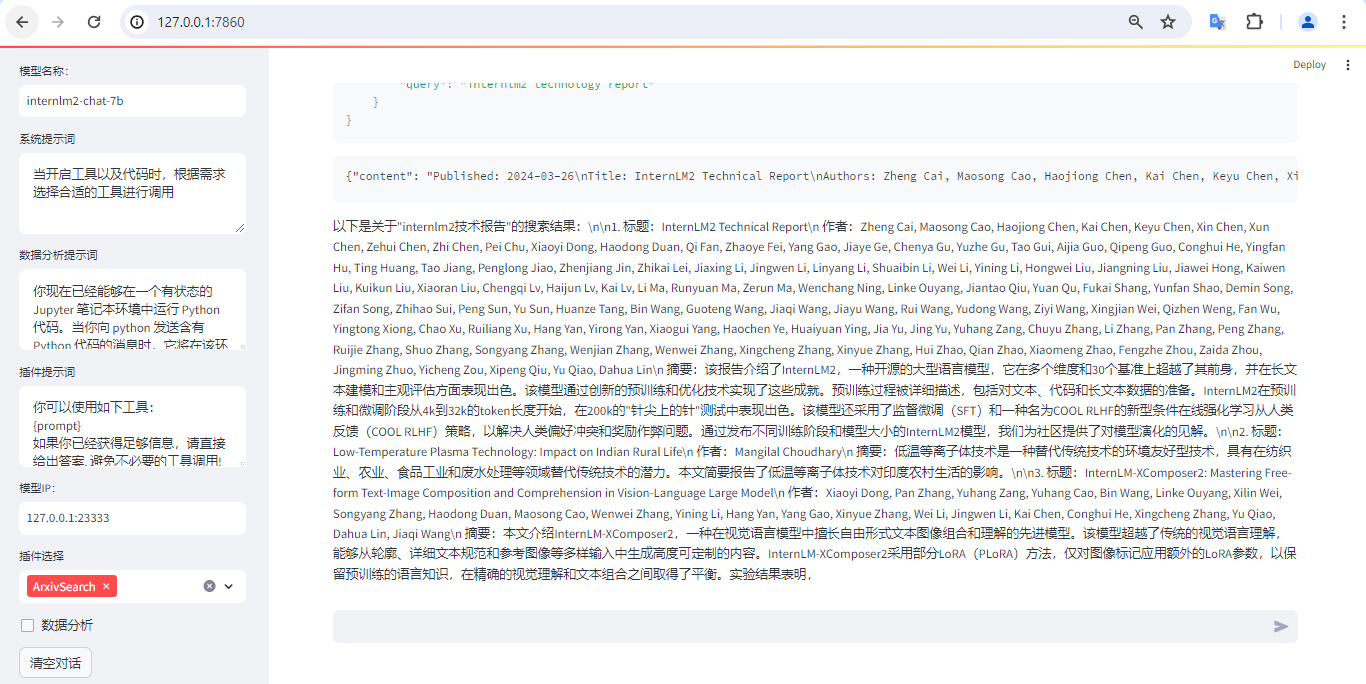 127.0.0.1:7860
Deploy
模型名称：
internlm2-chat-7b
系统提示词
当开启工具以及代码时，根据需求
选择合适的工具进行调用
数据分析提示词
你现在已经能够在一个有状态的
Jupyter 笔记本环境中运行 Python
代码。当你向 python 发送含有
Python 代码的消息时，它将在该环
插件提示词
你可以使用如下工具：
{prompt}
如果你已经获得足够信息，请直接
给出答案. 避免不必要的工具调用!
模型IP：
127.0.0.1:23333
插件选择
ArxivSearch
数据分析
清空对话
"query": "internlm2 technology report"
}
}
{"content": "Published: 2024-03-26\nTitle: InternLM2 Technical Report\nAuthors: Zheng Cai, Maosong Cao, Haojiong Chen, Kai Chen, Keyu Chen, Xi
以下是关于"internlm2技术报告"的搜索结果：\n\n1. 标题：InternLM2 Technical Report\n 作者：Zheng Cai, Maosong Cao, Haojiong Chen, Kai Chen, Keyu Chen, Xin Chen, Xun
Chen, Zehui Chen, Zhi Chen, Pei Chu, Xiaoyi Dong, Haodong Duan, Qi Fan, Zhaoye Fei, Yang Gao, Jiaye Ge, Chenya Gu, Yuzhe Gu, Tao Gui, Aijia Guo, Qipeng Guo, Conghui He, Yingfan
Hu, Ting Huang, Tao Jiang, Penglong Jiao, Zhenjiang Jin, Zhikai Lei, Jiaxing Li, Jingwen Li, Linyang Li, Shuaibin Li, Wei Li, Yining Li, Hongwei Liu, Jiangning Liu, Jiawei Hong, Kaiwen
Liu, Kuikun Liu, Xiaoran Liu, Chengqi Lv, Haijun Lv, Kai Lv, Li Ma, Runyuan Ma, Zerun Ma, Wenchang Ning, Linke Ouyang, Jiantao Qiu, Yuan Qu, Fukai Shang, Yunfan Shao, Demin Song,
Zifan Song, Zhihao Sui, Peng Sun, Yu Sun, Huanze Tang, Bin Wang, Guoteng Wang, Jiaqi Wang, Jiayu Wang, Rui Wang, Yudong Wang, Ziyi Wang, Xingjian Wei, Qizhen Weng, Fan Wu,
Yingtong Xiong, Chao Xu, Ruiliang Xu, Hang Yan, Yirong Yan, Xiaogui Yang, Haochen Ye, Huaiyuan Ying, Jia Yu, Jing Yu, Yuhang Zang, Chuyu Zhang, Li Zhang, Pan Zhang, Peng Zhang,
Ruijie Zhang, Shuo Zhang, Songyang Zhang, Wenjian Zhang, Wenwei Zhang, Xingcheng Zhang, Xinyue Zhang, Hui Zhao, Qian Zhao, Xiaomeng Zhao, Fengzhe Zhou, Zaida Zhou,
Jingming Zhuo, Yicheng Zou, Xipeng Qiu, Yu Qiao, Dahua Lin\n 摘要：该报告介绍了InternLM2，一种开源的大型语言模型，它在多个维度和30个基准上超越了其前身，并在长文
本建模和主观评估方面表现出色。该模型通过创新的预训练和优化技术实现了这些成就。预训练过程被详细描述，包括对文本、代码和长文本数据的准备。InternLM2在预训
练和微调阶段从4k到32k的token长度开始，在200k的"针尖上的针"测试中表现出色。该模型还采用了监督微调（SFT）和一种名为COOL RLHF的新型条件在线强化学习从人类
反馈（COOL RLHF）策略，以解决人类偏好冲突和奖励作弊问题。通过发布不同训练阶段和模型大小的InternLM2模型，我们为社区提供了对模型演化的见解。\n\n2. 标题：
Low-Temperature Plasma Technology: Impact on Indian Rural Life\n 作者：Mangilal Choudhary\n 摘要：低温等离子体技术是一种替代传统技术的环境友好型技术，具有在纺织
业、农业、食品工业和废水处理等领域替代传统技术的潜力。本文简要报告了低温等离子体技术对印度农村生活的影响。\n\n3. 标题：InternLM-XComposer2: Mastering Free-
form Text-Image Composition and Comprehension in Vision-Language Large Model\n 作者：Xiaoyi Dong, Pan Zhang, Yuhang Zang, Yuhang Cao, Bin Wang, Linke Ouyang, Xilin Wei,
Songyang Zhang, Haodong Duan, Maosong Cao, Wenwei Zhang, Yining Li, Hang Yan, Yang Gao, Xinyue Zhang, Wei Li, Jingwen Li, Kai Chen, Conghui He, Xingcheng Zhang, Yu Qiao,
Dahua Lin, Jiaqi Wang\n 摘要：本文介绍InternLM-XComposer2，一种在视觉语言模型中擅长自由形式文本图像组合和理解的先进模型。该模型超越了传统的视觉语言理解，
能够从轮廓、详细文本规范和参考图像等多样输入中生成高度可定制的内容。InternLM-XComposer2采用部分LoRA（PLoRA）方法，仅对图像标记应用额外的LoRA参数，以保
留预训练的语言知识，在精确的视觉理解和文本组合之间取得了平衡。实验结果表明，